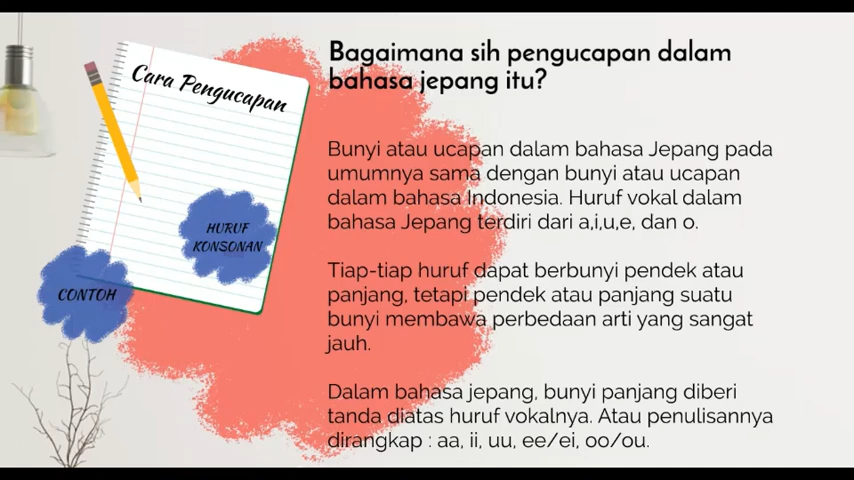 Cara Pengucapan
HURUF
KONSONAN
CONTOH
Bagaimana sih pengucapan dalam
bahasa jepang itu?
Bunyi atau ucapan dalam bahasa Jepang pada
umumnya sama dengan bunyi atau ucapan
dalam bahasa Indonesia. Huruf vokal dalam
bahasa Jepang terdiri dari a,i,u,e, dan o.
Tiap-tiap huruf dapat berbunyi pendek atau
panjang, tetapi pendek atau panjang suatu
bunyi membawa perbedaan arti yang sangat
jauh.
Dalam bahasa jepang, bunyi panjang diberi
tanda diatas huruf vokalnya. Atau penulisannya
dirangkap : aa, ii, uu, ee/ei, oo/ou.